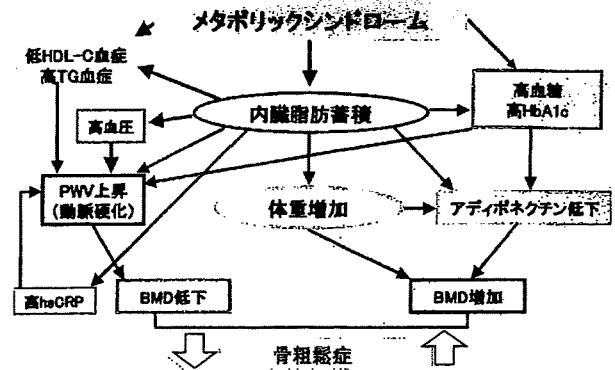 メタボリックシンドローム
低HDL-C血症
高TG血症
高血糖
高HbA1c
内臓脂肪蓄積
高血圧
PWV上昇
(動脈硬化)
体重増加
アディポネクチン低下
高hsCRP
BMD低下
BMD増加
骨粗鬆症